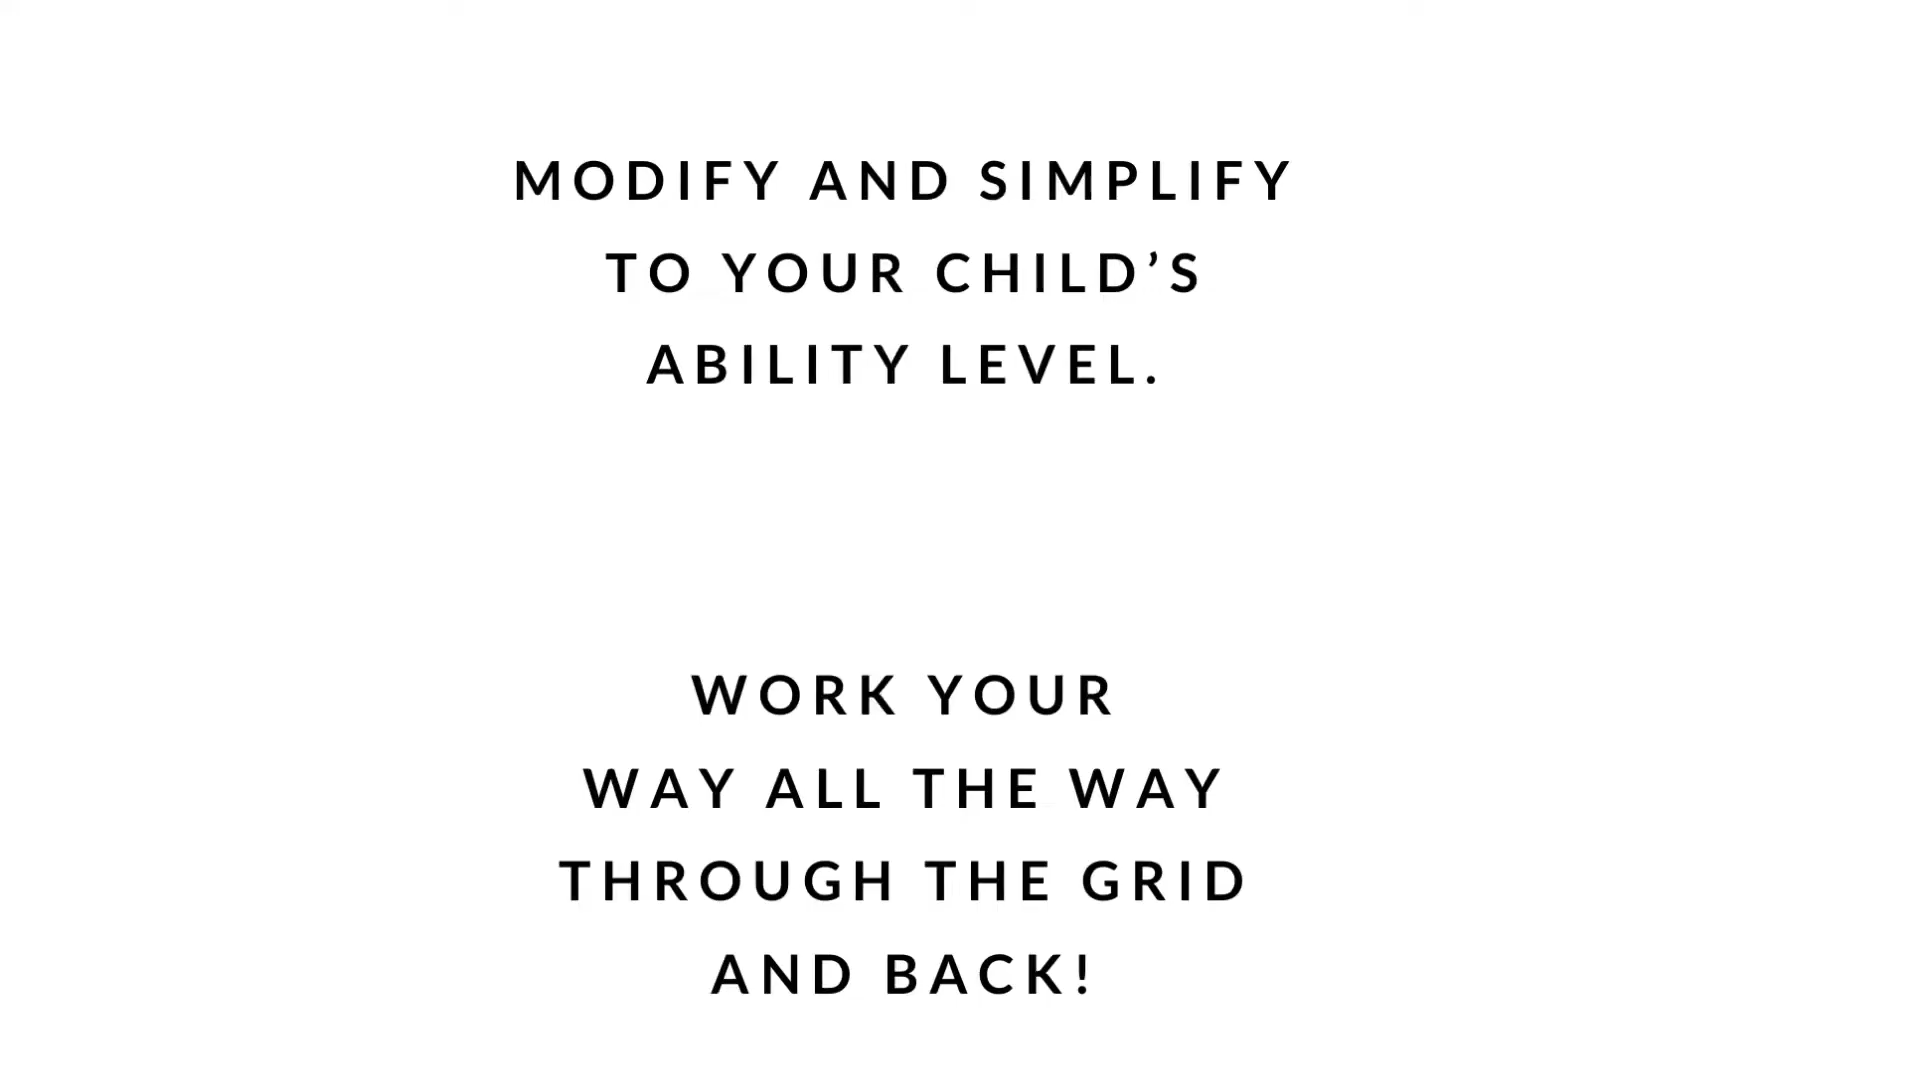 MODIFY AND SIMPLIFY
TO YOUR CHILD’S
ABILITY LEVEL.
WORK YOUR
WAY ALL THE WAY
THROUGH THE GRID
AND BACK!